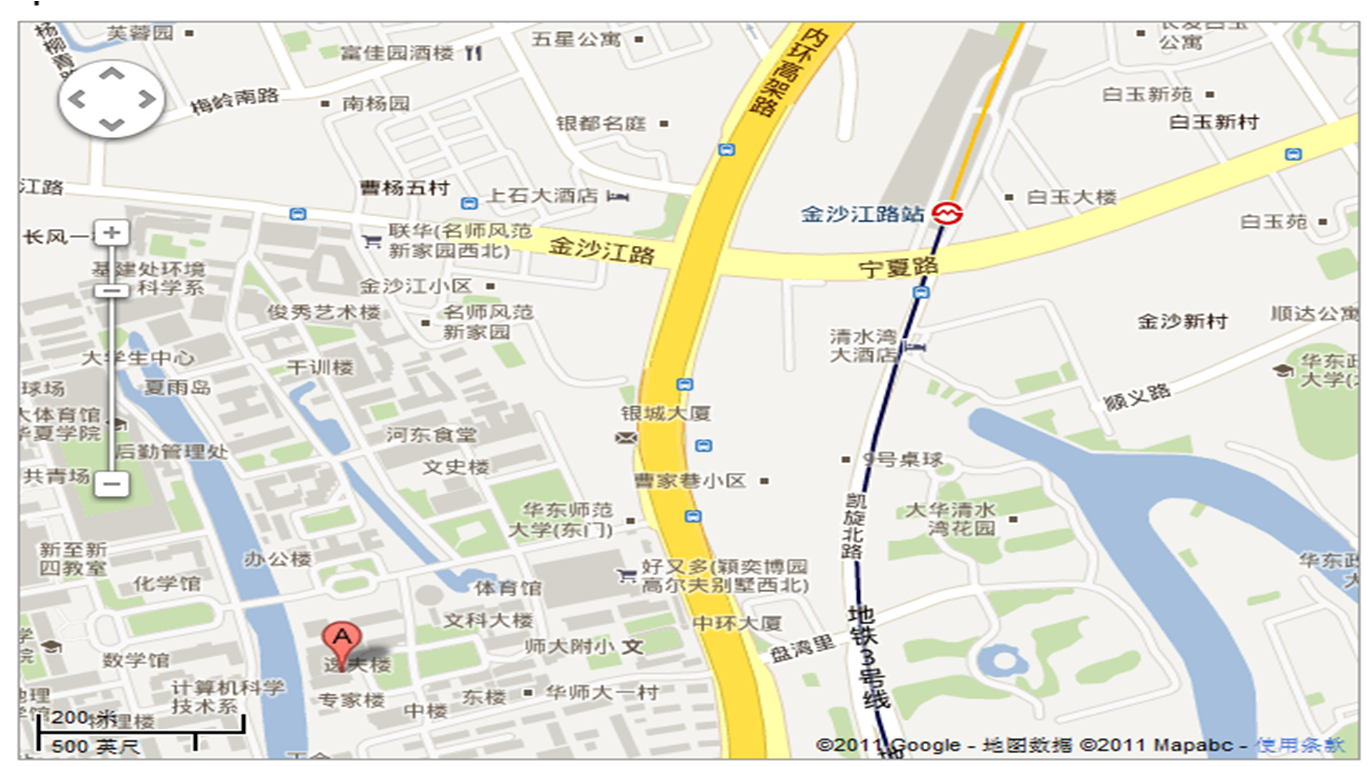 芙蓉园
富佳园酒楼
五星公寓
内环高架路
公寓
梅岭南路
南杨园
银都名庭
白玉新苑
白玉新村
江路
曹杨五村
上石大酒店
金沙江路站
白玉大楼
白玉苑
长风一
联华(名师风范
新家园西北)
金沙江路
宁夏路
基建处环境
科学系
金沙江小区
俊秀艺术楼
名师风范
新家园
清水湾
大酒店
金沙新村
顺达公寓
大学生中心
干训楼
夏雨岛
球场
银城大厦
顺义路
华东政
大学(
体育馆
华夏学院
后勤管理处
河东食堂
文史楼
共青场
曹家巷小区
9号桌球
凯旋北路
大华清水
湾花园
华东师范
大学(东门)
新至新
四教室
办公楼
化学馆
体育馆
好又多(颖奕博园
高尔夫别墅西北)
华东政
大
文科大楼
中环大厦
盘湾里
地铁3号线
A
逸夫楼
师大附小 文
数学馆
计算机科学
技术系
专家楼
中楼
东楼
华师大一村
物理楼
200 米
500 英尺
©2011 Google - 地图数据 ©2011 Mapabc - 使用条款